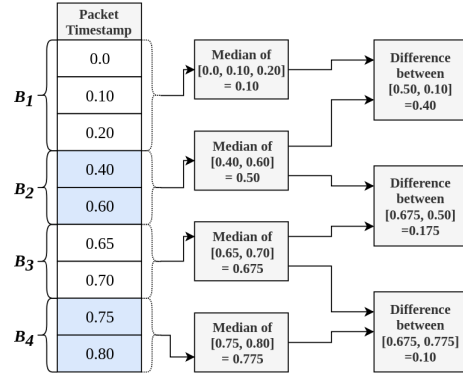 Packet
Timestamp
B1
0.0
0.10
0.20
B2
0.40
0.60
B3
0.65
0.70
B4
0.75
0.80
Median of
[0.0, 0.10, 0.20]
= 0.10
Median of
[0.40, 0.60]
= 0.50
Median of
[0.65, 0.70]
= 0.675
Median of
[0.75, 0.80]
= 0.775
Difference
between
[0.50, 0.10]
=0.40
Difference
between
[0.675, 0.50]
=0.175
Difference
between
[0.675, 0.775]
=0.10